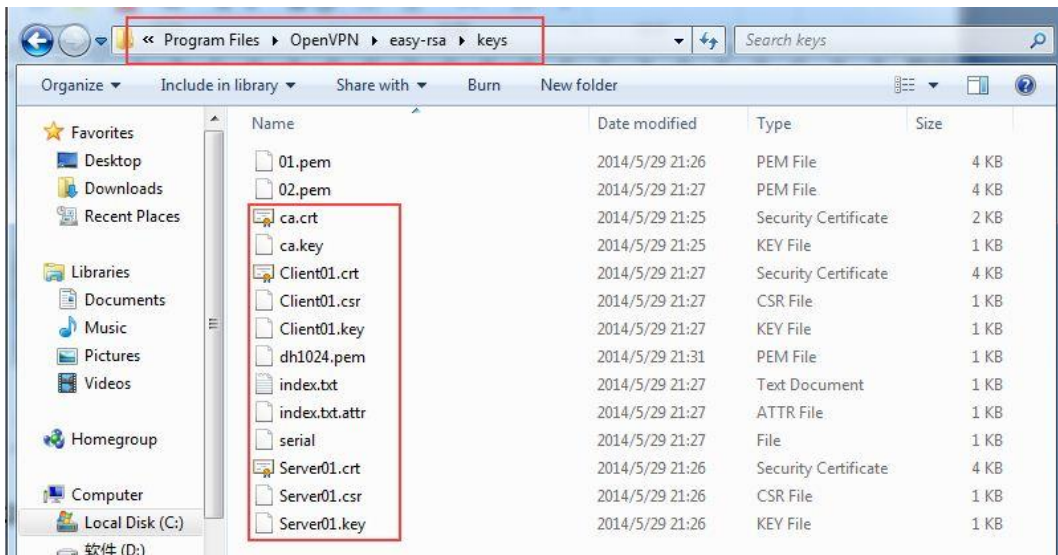 « Program Files ▸ OpenVPN ▸ easy-rsa ▸ keys
Search keys
Organize ▾ Include in library ▾ Share with ▾ Burn New folder
Name Date modified Type Size
Favorites
Desktop
Downloads
Recent Places
Libraries
Documents
Music
Pictures
Videos
Homegroup
Computer
Local Disk (C:)
软件 (D:)
01.pem 2014/5/29 21:26 PEM File 4 KB
02.pem 2014/5/29 21:27 PEM File 4 KB
ca.crt 2014/5/29 21:25 Security Certificate 2 KB
ca.key 2014/5/29 21:25 KEY File 1 KB
Client01.crt 2014/5/29 21:27 Security Certificate 4 KB
Client01.csr 2014/5/29 21:27 CSR File 1 KB
Client01.key 2014/5/29 21:27 KEY File 1 KB
dh1024.pem 2014/5/29 21:31 PEM File 1 KB
index.txt 2014/5/29 21:27 Text Document 1 KB
index.txt.attr 2014/5/29 21:27 ATTR File 1 KB
serial 2014/5/29 21:27 File 1 KB
Server01.crt 2014/5/29 21:26 Security Certificate 4 KB
Server01.csr 2014/5/29 21:26 CSR File 1 KB
Server01.key 2014/5/29 21:26 KEY File 1 KB